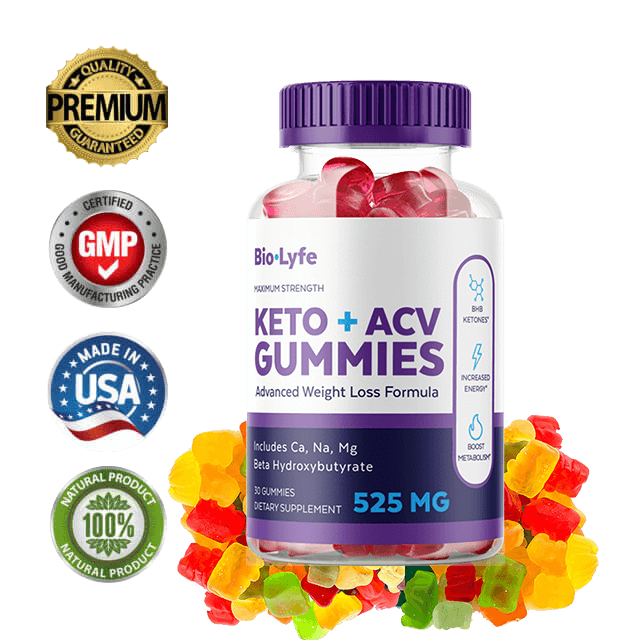 QUALITY
PREMIUM
GUARANTEED
CERTIFIED
GMP
GOOD MANUFACTURING PRACTICE
MADE IN
USA
NATURAL PRODUCT
100%
NATURAL PRODUCT
Bio•Lyfe
MAXIMUM STRENGTH
KETO + ACV
GUMMIES
Advanced Weight Loss Formula
Includes Ca, Na, Mg
Beta Hydroxybutyrate
30 GUMMIES
DIETARY SUPPLEMENT
525 MG
BHB
KETONES*
INCREASED
ENERGY*
BOOST
METABOLISM*